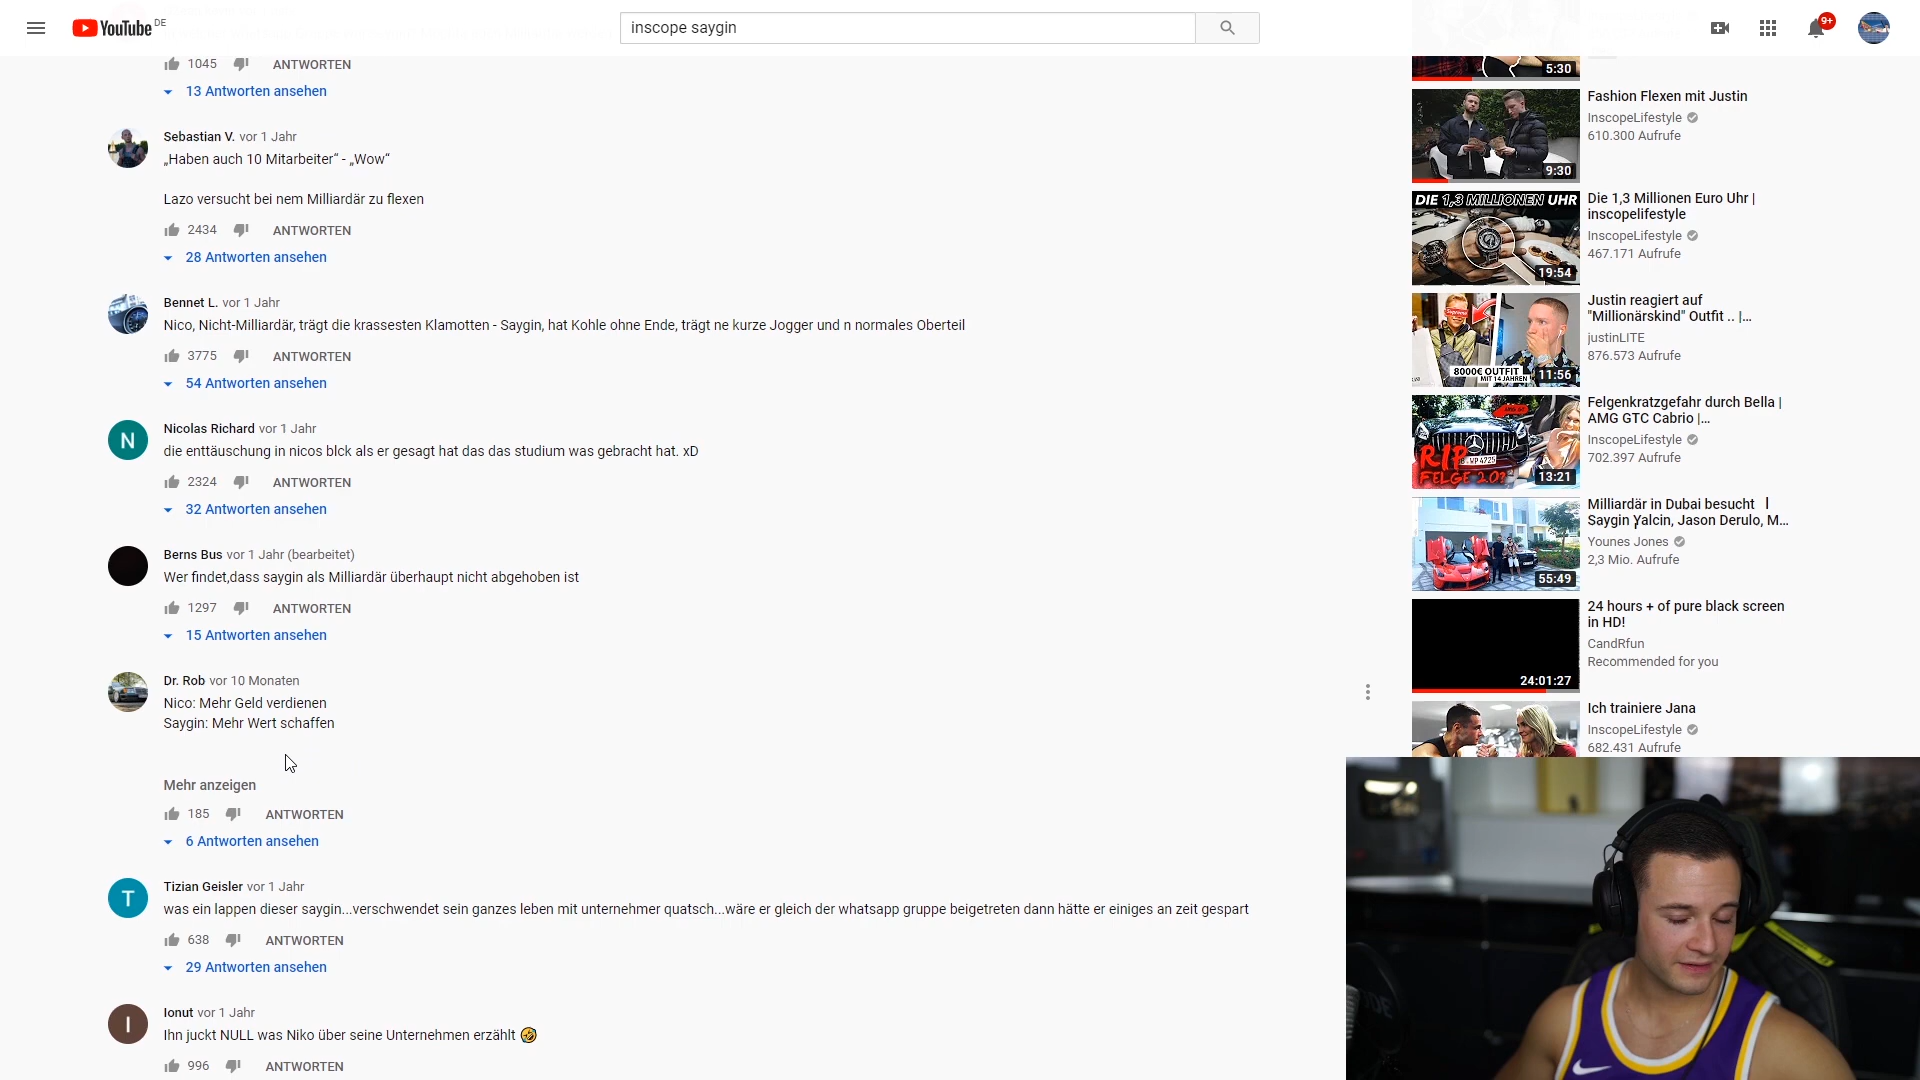 YouTube DE
inscope saygin
9+
1045 ANTWORTEN
13 Antworten ansehen
Sebastian V. vor 1 Jahr
„Haben auch 10 Mitarbeiter“ - „Wow“
Lazo versucht bei nem Milliardär zu flexen
2434 ANTWORTEN
28 Antworten ansehen
Bennet L. vor 1 Jahr
Nico, Nicht-Milliardär, trägt die krassesten Klamotten - Saygin, hat Kohle ohne Ende, trägt ne kurze Jogger und n normales Oberteil
3775 ANTWORTEN
54 Antworten ansehen
N
Nicolas Richard vor 1 Jahr
die enttäuschung in nicos blck als er gesagt hat das das studium was gebracht hat. xD
2324 ANTWORTEN
32 Antworten ansehen
Berns Bus vor 1 Jahr (bearbeitet)
Wer findet,dass saygin als Milliardär überhaupt nicht abgehoben ist
1297 ANTWORTEN
15 Antworten ansehen
Dr. Rob vor 10 Monaten
Nico: Mehr Geld verdienen
Saygin: Mehr Wert schaffen
Mehr anzeigen
185 ANTWORTEN
6 Antworten ansehen
T
Tizian Geisler vor 1 Jahr
was ein lappen dieser saygin...verschwendet sein ganzes leben mit unternehmer quatsch...wäre er gleich der whatsapp gruppe beigetreten dann hätte er einiges an zeit gespart
638 ANTWORTEN
29 Antworten ansehen
I
Ionut vor 1 Jahr
Ihn juckt NULL was Niko über seine Unternehmen erzählt 🤣
996 ANTWORTEN
5:30
Fashion Flexen mit Justin
InscopeLifestyle
610.300 Aufrufe
9:30
DIE 1,3 MILLIONEN UHR
19:54
Die 1,3 Millionen Euro Uhr |
inscopelifestyle
InscopeLifestyle
467.171 Aufrufe
Supreme
8000€ OUTFIT
MIT 14 JAHREN
11:56
Justin reagiert auf
"Millionärskind" Outfit .. |...
justinLITE
876.573 Aufrufe
RIP
FELGE 2.0?
13:21
Felgenkratzgefahr durch Bella |
AMG GTC Cabrio |...
InscopeLifestyle
702.397 Aufrufe
55:49
Milliardär in Dubai besucht |
Saygin Yalcin, Jason Derulo, M...
Younes Jones
2,3 Mio. Aufrufe
24:01:27
24 hours + of pure black screen
in HD!
CandRfun
Recommended for you
Ich trainiere Jana
InscopeLifestyle
682.431 Aufrufe